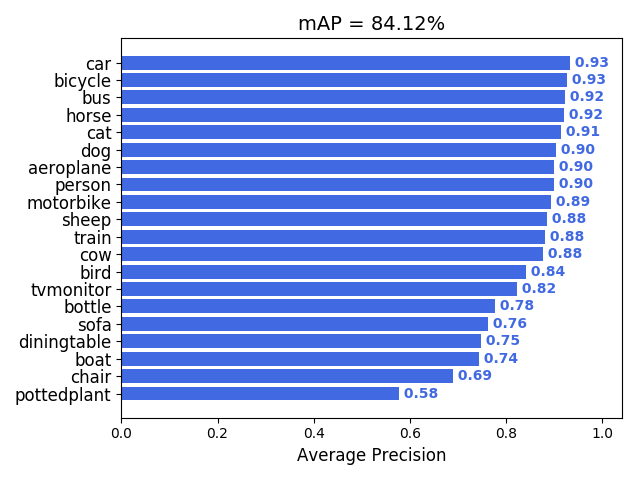 mAP = 84.12%
car 0.93
bicycle 0.93
bus 0.92
horse 0.92
cat 0.91
dog 0.90
aeroplane 0.90
person 0.90
motorbike 0.89
sheep 0.88
train 0.88
cow 0.88
bird 0.84
tvmonitor 0.82
bottle 0.78
sofa 0.76
diningtable 0.75
boat 0.74
chair 0.69
pottedplant 0.58
0.0 0.2 0.4 0.6 0.8 1.0
Average Precision